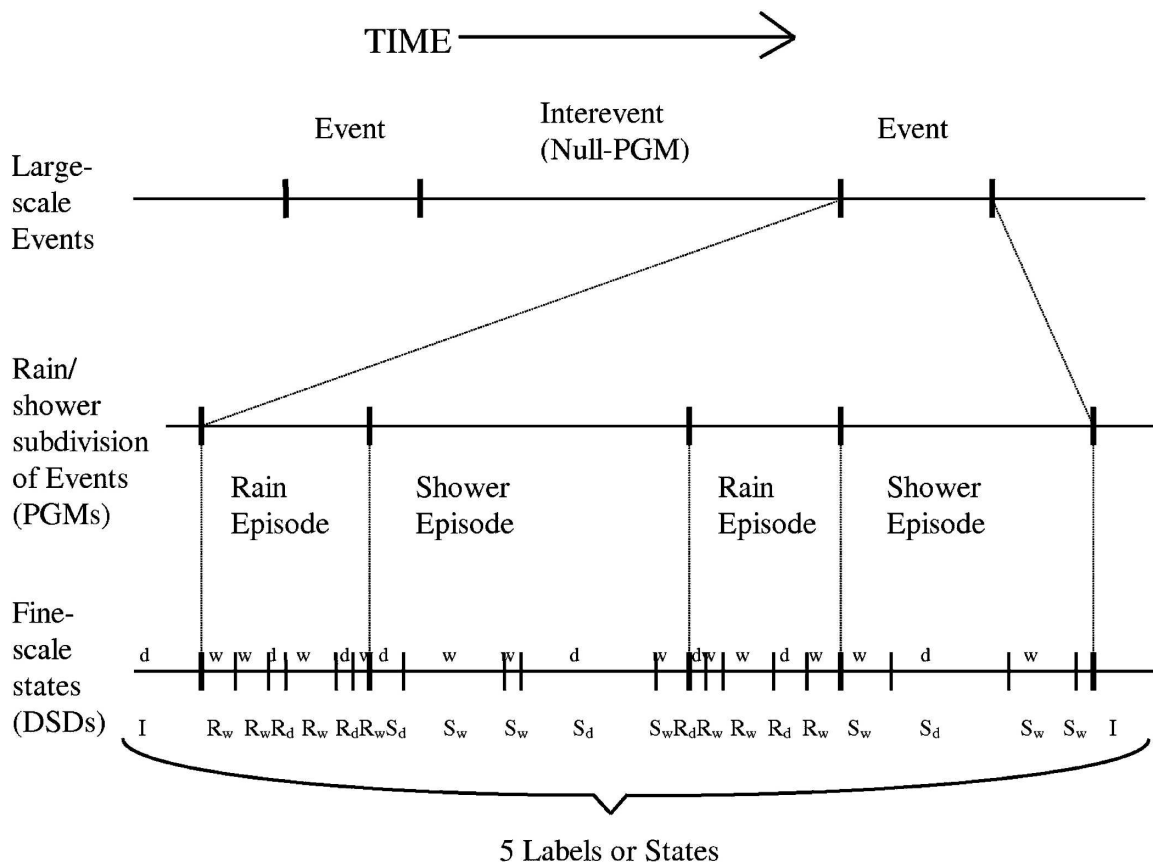 TIME
Event
Interevent
(Null-PGM)
Event
Large-
scale
Events
Rain/
shower
subdivision
of Events
(PGMs)
Rain
Episode
Shower
Episode
Rain
Episode
Shower
Episode
Fine-
scale
states
(DSDs)
d w w d w d w d w w d w d w w d w w d w
I Rw Rw Rd Rw Rd Rw Sd Sw Sw Sd Sw Rd Rw Rw Rd Rw Sw Sd Sw Sw I
5 Labels or States